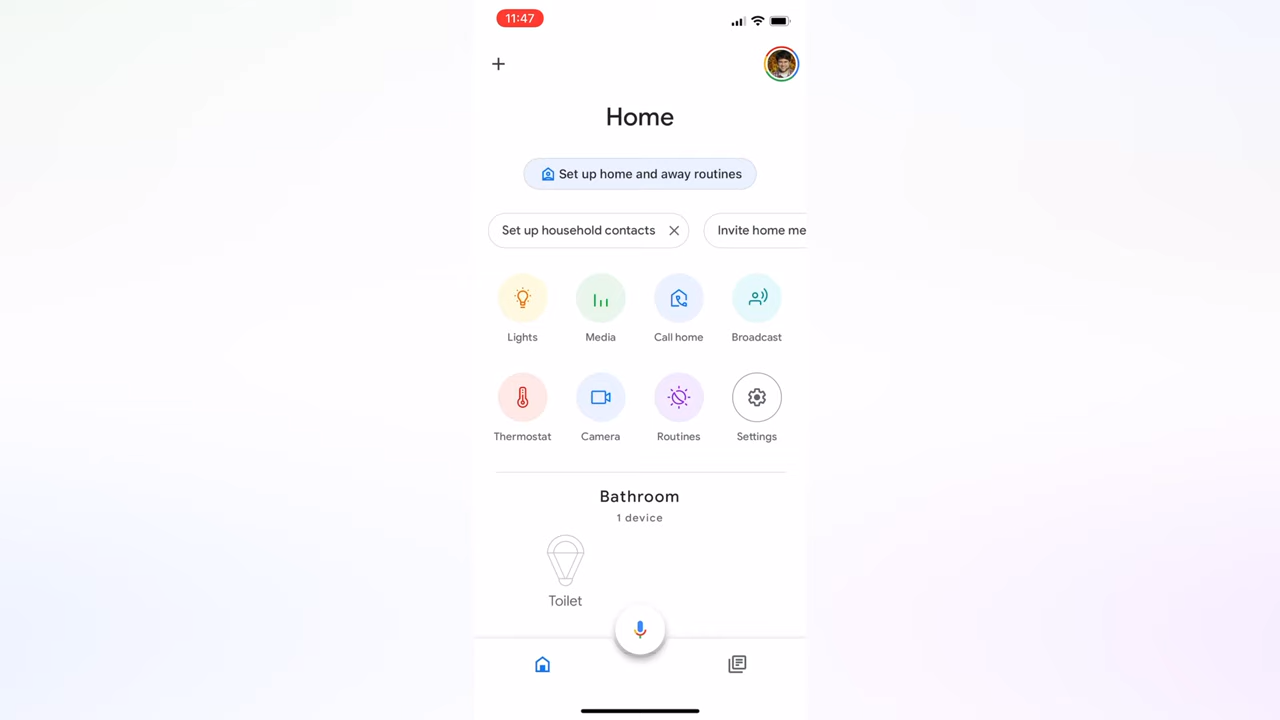 11:47
Home
Set up home and away routines
Set up household contacts
Invite home me
Lights
Media
Call home
Broadcast
Thermostat
Camera
Routines
Settings
Bathroom
1 device
Toilet